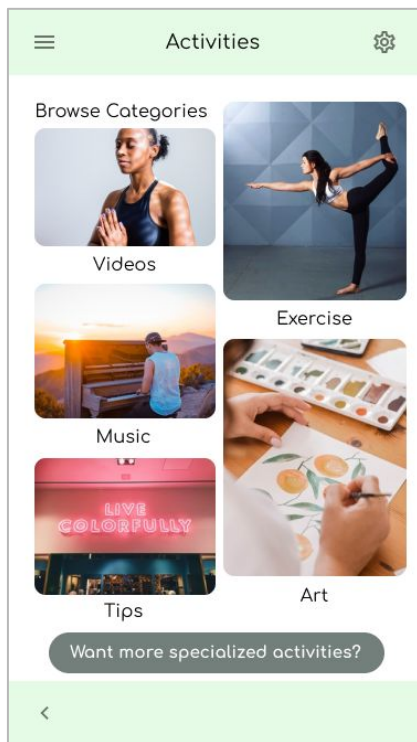 Activities
Browse Categories
Videos
Exercise
Music
LIVE
COLORFULLY
Tips
Art
Want more specialized activities?